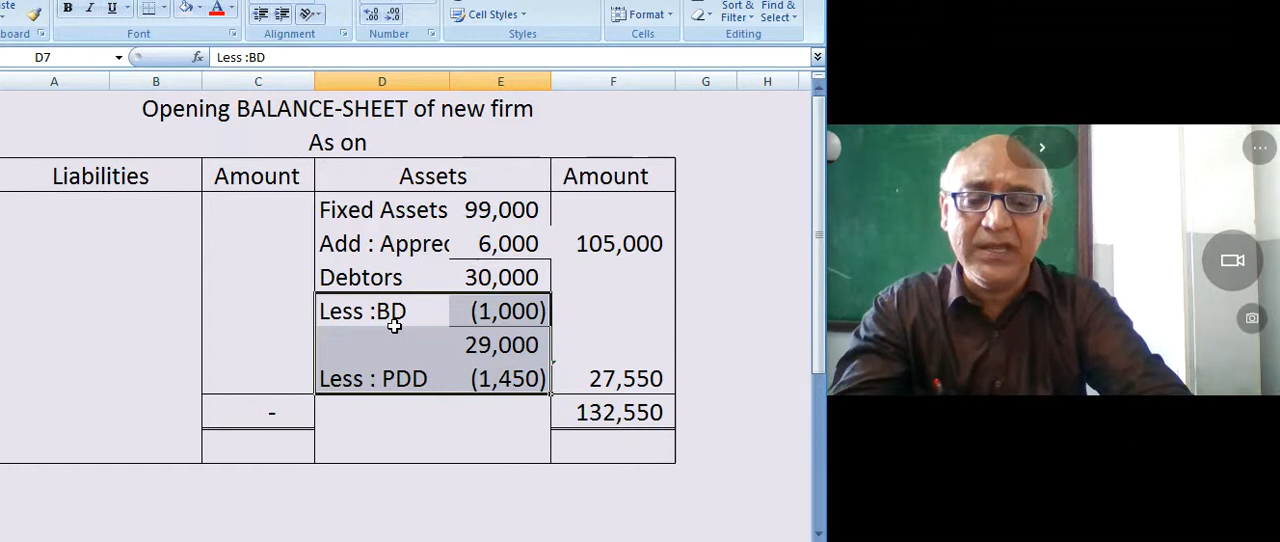 Sort & Find &
Cell Styles Format Filter Select
Font Alignment Number Styles Cells Editing
D7 fx Less :BD
A B C D E F G H
Opening BALANCE-SHEET of new firm
As on
Liabilities Amount Assets Amount
Fixed Assets 99,000
Add : Apprec 6,000 105,000
Debtors 30,000
Less :BD (1,000)
29,000
Less : PDD (1,450) 27,550
- 132,550